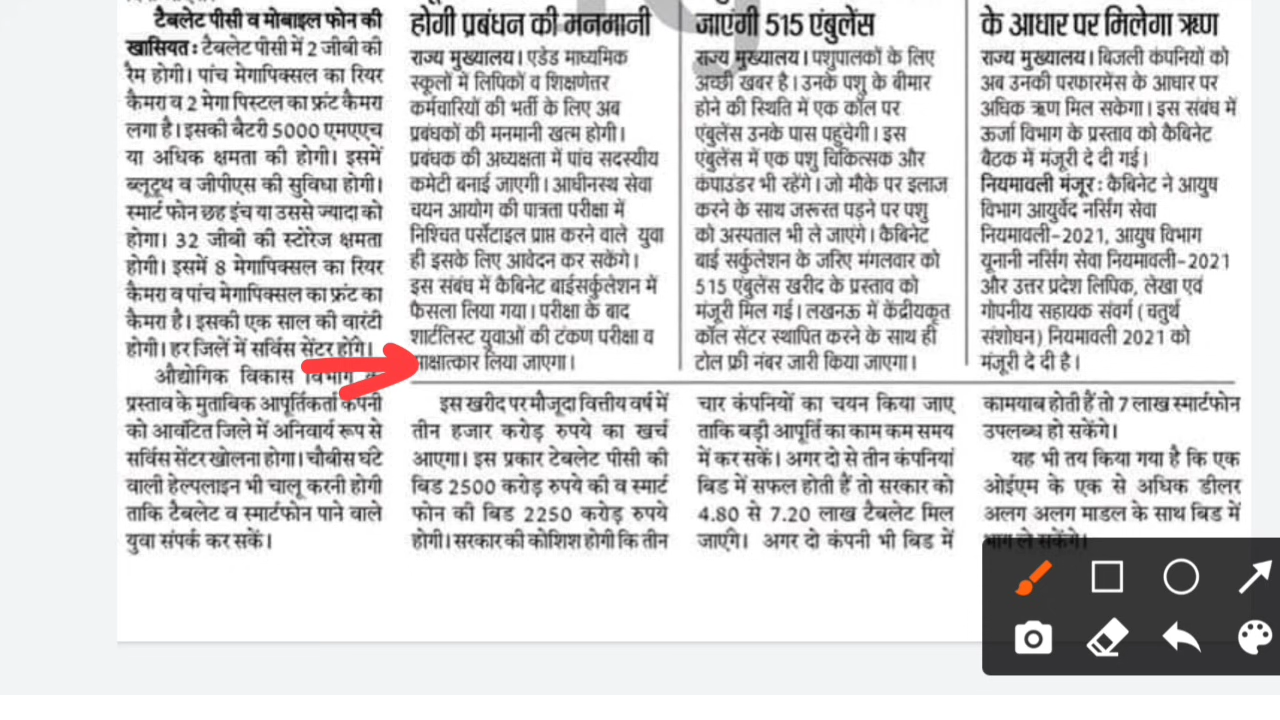 टैबलेट पीसी व मोबाइल फोन की
खासियत : टैबलेट पीसी में 2 जीबी की
रैम होगी। पांच मेगापिक्सल का रियर
कैमरा व 2 मेगा पिस्टल का फ्रंट कैमरा
लगा है। इसकी बैटरी 5000 एमएएच
या अधिक क्षमता की होगी। इसमें
ब्लूटूथ व जीपीएस की सुविधा होगी।
स्मार्ट फोन छह इंच या उससे ज्यादा को
होगा। 32 जीबी की स्टोरेज क्षमता
होगी। इसमें 8 मेगापिक्सल का रियर
कैमरा व पांच मेगापिक्सल का फ्रंट का
कैमरा है। इसकी एक साल की वारंटी
होगी। हर जिले में सर्विस सेंटर होंगे।
औद्योगिक विकास विभाग
प्रस्ताव के मुताबिक आपूर्तिकर्ता कंपनी
को आवंटित जिले में अनिवार्य रूप से
सर्विस सेंटर खोलना होगा। चौबीस घंटे
वाली हेल्पलाइन भी चालू करनी होगी
ताकि टैबलेट व स्मार्टफोन पाने वाले
युवा संपर्क कर सकें।
होगी प्रबंधन की मनमानी
राज्य मुख्यालय। एडेड माध्यमिक
स्कूलों में लिपिकों व शिक्षणेत्तर
कर्मचारियों की भर्ती के लिए अब
प्रबंधकों की मनमानी खत्म होगी।
प्रबंधक की अध्यक्षता में पांच सदस्यीय
कमेटी बनाई जाएगी। आधीनस्थ सेवा
चयन आयोग की पात्रता परीक्षा में
निश्चित पर्सेंटाइल प्राप्त करने वाले युवा
ही इसके लिए आवेदन कर सकेंगे।
इस संबंध में कैबिनेट बाईसर्कुलेशन में
फैसला लिया गया। परीक्षा के बाद
शार्टलिस्ट युवाओं की टंकण परीक्षा व
साक्षात्कार लिया जाएगा।
जाएंगी 515 एंबुलेंस
राज्य मुख्यालय। पशुपालकों के लिए
अच्छी खबर है। उनके पशु के बीमार
होने की स्थिति में एक कॉल पर
एंबुलेंस उनके पास पहुंचेगी। इस
एंबुलेंस में एक पशु चिकित्सक और
कंपाउंडर भी रहेंगे। जो मौके पर इलाज
करने के साथ जरूरत पड़ने पर पशु
को अस्पताल भी ले जाएंगे। कैबिनेट
बाई सर्कुलेशन के जरिए मंगलवार को
515 एंबुलेंस खरीद के प्रस्ताव को
मंजूरी मिल गई। लखनऊ में केंद्रीयकृत
कॉल सेंटर स्थापित करने के साथ ही
टोल फ्री नंबर जारी किया जाएगा।
के आधार पर मिलेगा ऋण
राज्य मुख्यालय। बिजली कंपनियों को
अब उनकी परफारमेंस के आधार पर
अधिक ऋण मिल सकेगा। इस संबंध में
ऊर्जा विभाग के प्रस्ताव को कैबिनेट
बैठक में मंजूरी दे दी गई।
नियमावली मंजूर : कैबिनेट ने आयुष
विभाग आयुर्वेद नर्सिंग सेवा
नियमावली-2021, आयुष विभाग
यूनानी नर्सिंग सेवा नियमावली-2021
और उत्तर प्रदेश लिपिक, लेखा एवं
गोपनीय सहायक संवर्ग ( चतुर्थ
संशोधन) नियमावली 2021 को
मंजूरी दे दी है।
इस खरीद पर मौजूदा वित्तीय वर्ष में
तीन हजार करोड़ रुपये का खर्च
आएगा। इस प्रकार टेबलेट पीसी की
बिड 2500 करोड़ रुपये की व स्मार्ट
फोन की बिड 2250 करोड़ रुपये
होगी। सरकार की कोशिश होगी कि तीन
चार कंपनियों का चयन किया जाए
ताकि बड़ी आपूर्ति का काम कम समय
में कर सकें। अगर दो से तीन कंपनियां
बिड में सफल होती हैं तो सरकार को
4.80 से 7.20 लाख टैबलेट मिल
जाएंगे। अगर दो कंपनी भी बिड में
कामयाब होती हैं तो 7 लाख स्मार्टफोन
उपलब्ध हो सकेंगे।
यह भी तय किया गया है कि एक
ओईएम के एक से अधिक डीलर
अलग अलग माडल के साथ बिड में
भाग ले सकेंगे।